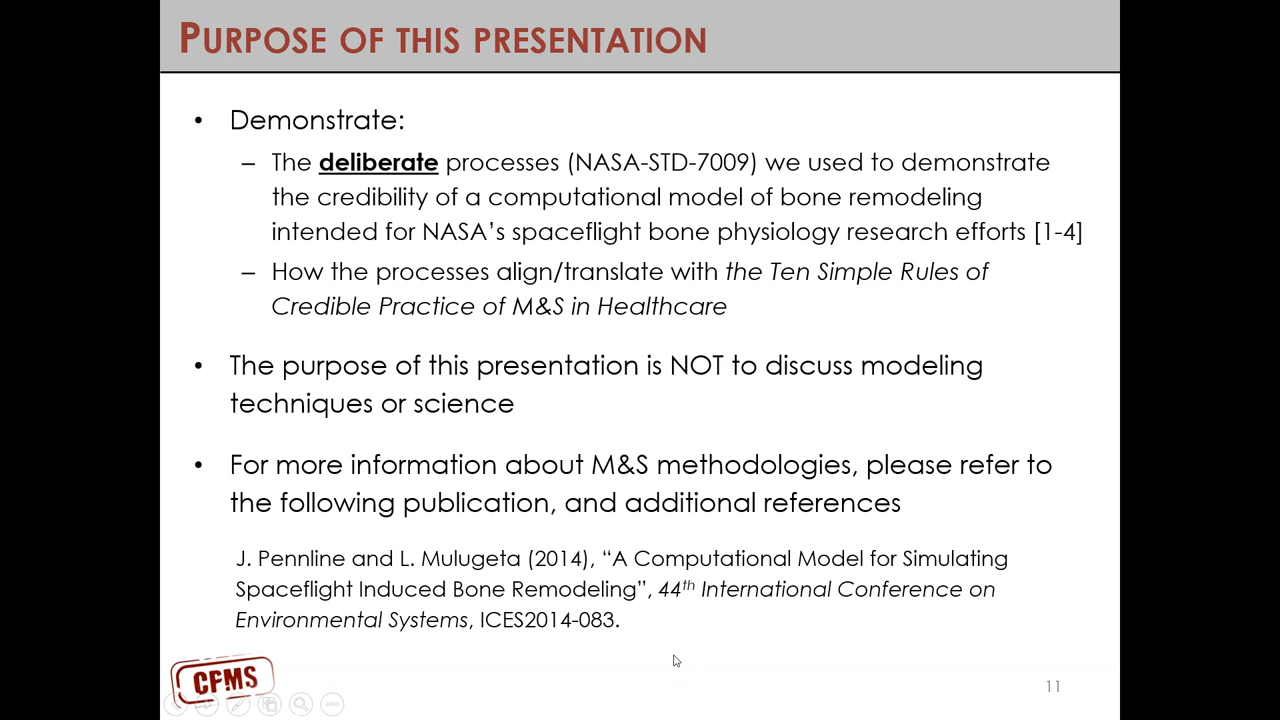 PURPOSE OF THIS PRESENTATION
• Demonstrate:
– The deliberate processes (NASA-STD-7009) we used to demonstrate
the credibility of a computational model of bone remodeling
intended for NASA’s spaceflight bone physiology research efforts [1-4]
– How the processes align/translate with the Ten Simple Rules of
Credible Practice of M&S in Healthcare
• The purpose of this presentation is NOT to discuss modeling
techniques or science
• For more information about M&S methodologies, please refer to
the following publication, and additional references
J. Pennline and L. Mulugeta (2014), “A Computational Model for Simulating
Spaceflight Induced Bone Remodeling”, 44th International Conference on
Environmental Systems, ICES2014-083.
CPMS
11